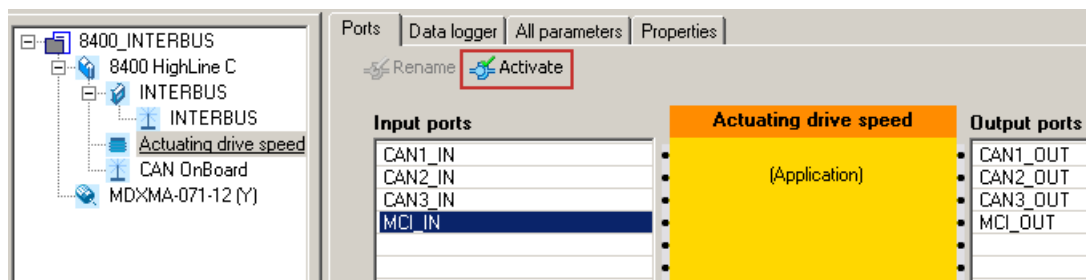 8400_INTERBUS
8400 HighLine C
INTERBUS
INTERBUS
Actuating drive speed
CAN OnBoard
MDXMA-071-12 (Y)
Ports Data logger All parameters Properties
Rename Activate
Input ports Actuating drive speed Output ports
CAN1_IN CAN1_OUT
CAN2_IN (Application) CAN2_OUT
CAN3_IN CAN3_OUT
MCI_IN MCI_OUT